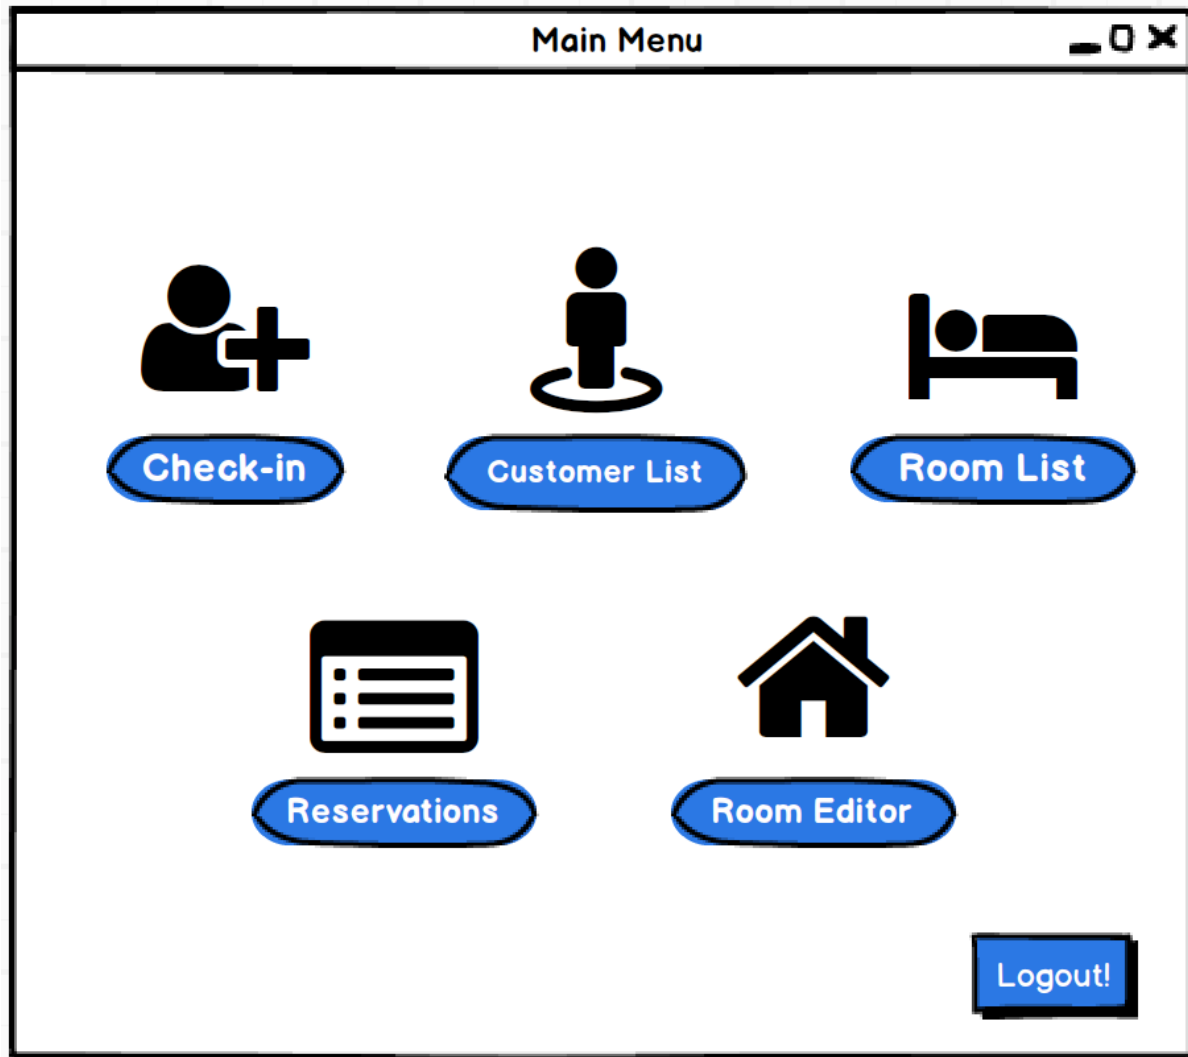 Main Menu
Check-in
Customer List
Room List
Reservations
Room Editor
Logout!